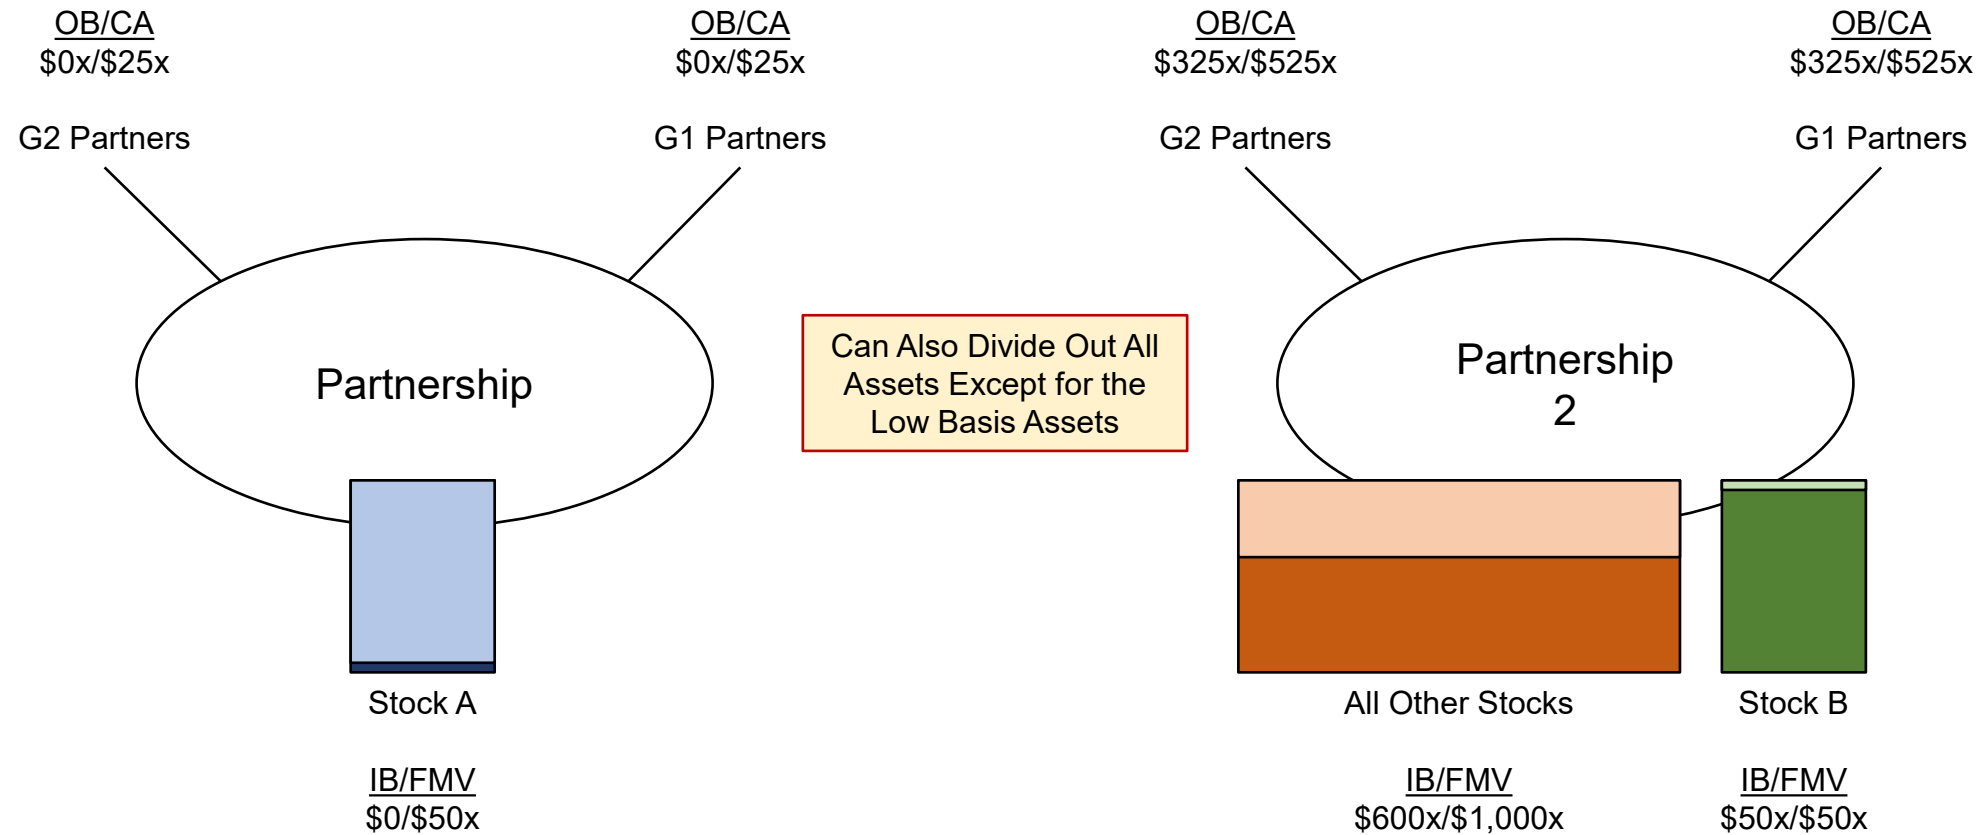 OB/CA
$0x/$25x
OB/CA
$0x/$25x
OB/CA
$325x/$525x
OB/CA
$325x/$525x
G2 Partners
G1 Partners
G2 Partners
G1 Partners
Partnership
Can Also Divide Out All
Assets Except for the
Low Basis Assets
Partnership
2
Stock A
All Other Stocks
Stock B
IB/FMV
$0/$50x
IB/FMV
$600x/$1,000x
IB/FMV
$50x/$50x